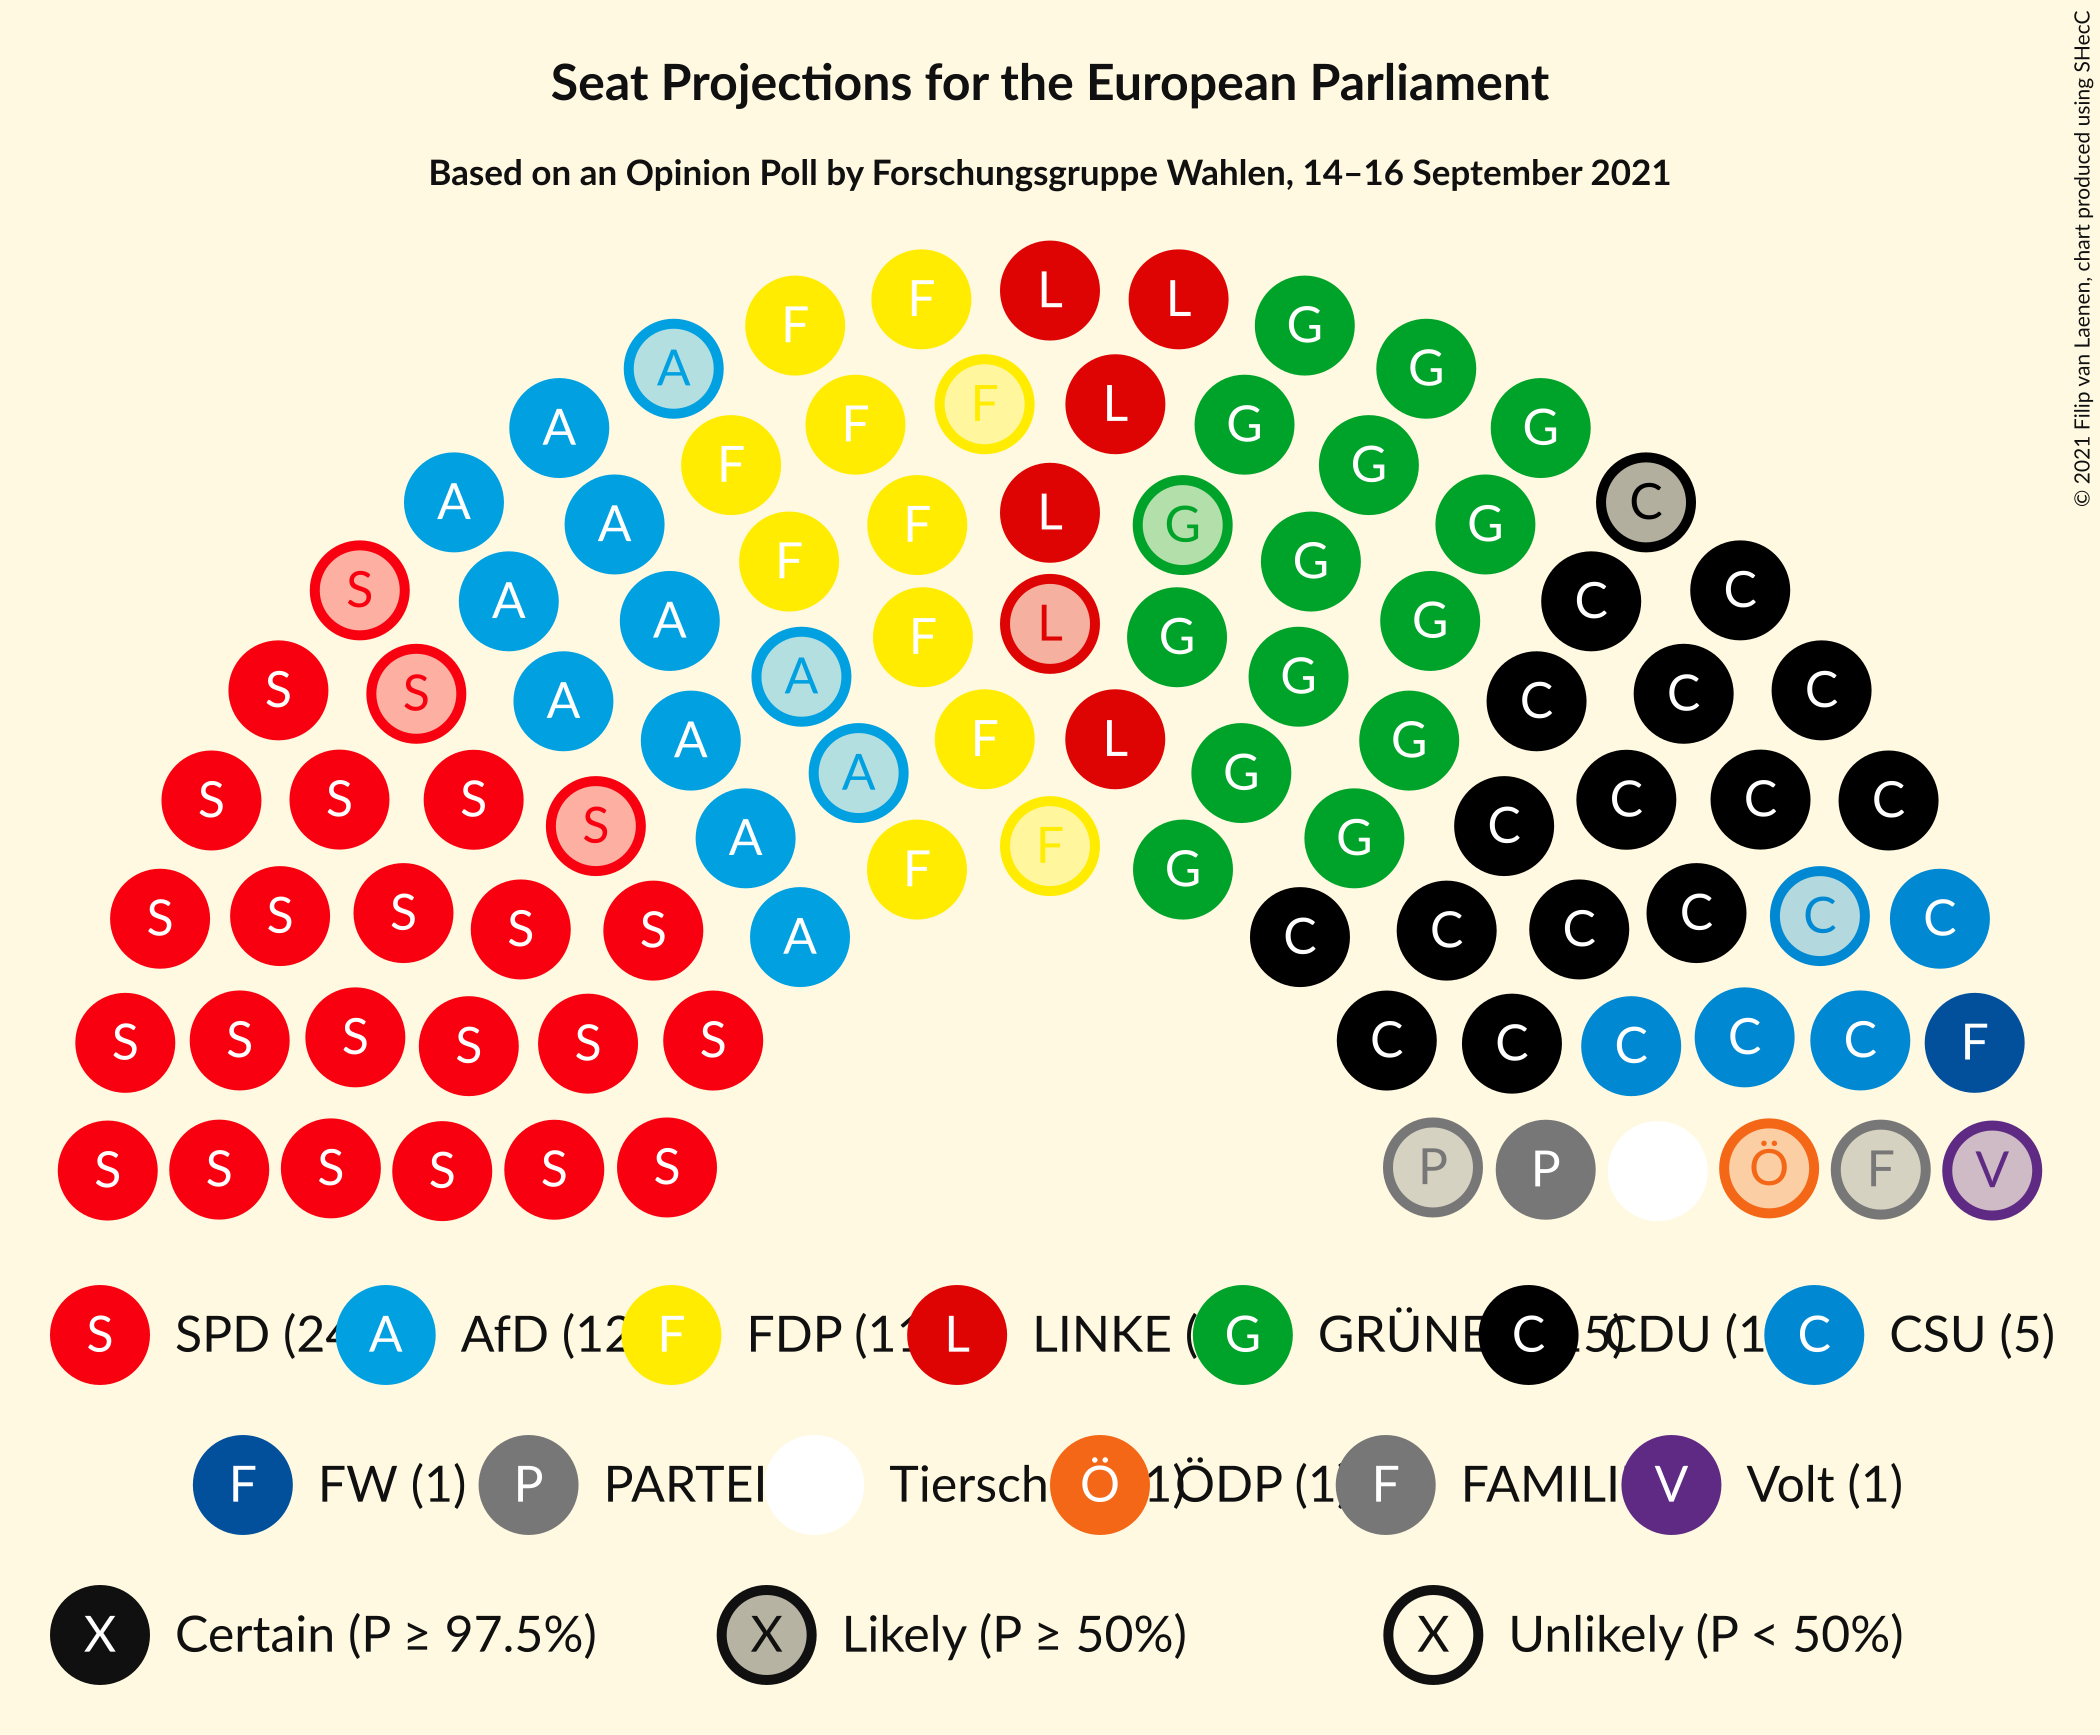 Seat Projections for the European Parliament
Based on an Opinion Poll by Forschungsgruppe Wahlen, 14–16 September 2021
© 2021 Filip van Laenen, chart produced using SHecC
F L L
F G
A G
F L
A F G G
F G
A C
A F L G G
F G
S A C C
A L G
F G
A G
S S A C C C
A F L G
A G
S S S C C C
S A F G C
F G
S S S S S C C C C C
A C
S S S S S S C C C C C F
S S S S S S P P Ö F V
S SPD (24 A AfD (12 F FDP (11 L LINKE ( G GRÜNE C 5) CDU (1 C CSU (5)
F FW (1) P PARTEI Tiersch Ö 1) ÖDP (1 F FAMILI V Volt (1)
X Certain (P ≥ 97.5%) X Likely (P ≥ 50%) X Unlikely (P < 50%)